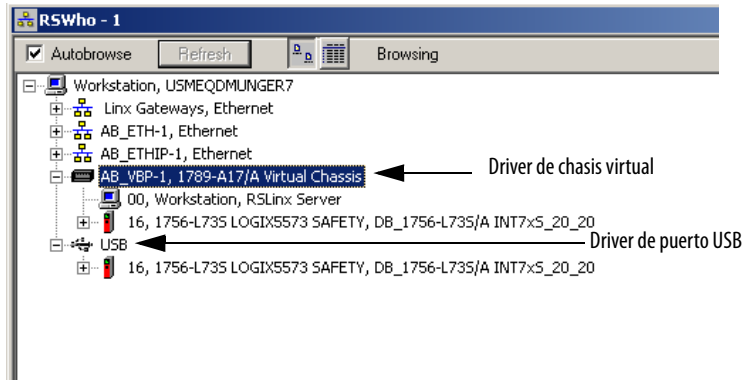 RSWho - 1
Autobrowse Refresh Browsing
Workstation, USMEQDMUNGER7
Linx Gateways, Ethernet
AB_ETH-1, Ethernet
AB_ETHIP-1, Ethernet
AB_VBP-1, 1789-A17/A Virtual Chassis
Driver de chasis virtual
00, Workstation, RSLinx Server
16, 1756-L73S LOGIX5573 SAFETY, DB_1756-L73S/A INT7xS_20_20
USB
Driver de puerto USB
16, 1756-L73S LOGIX5573 SAFETY, DB_1756-L73S/A INT7xS_20_20